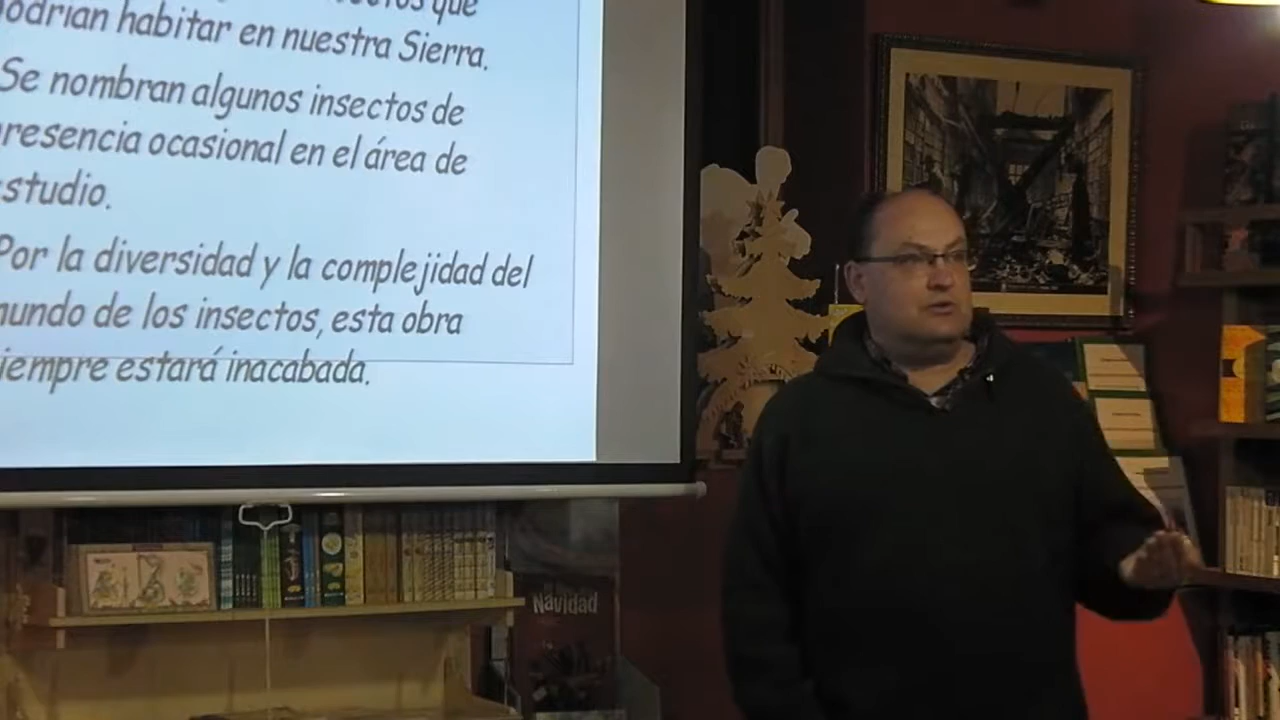 que
podrían habitar en nuestra Sierra.
Se nombran algunos insectos de
presencia ocasional en el área de
estudio.
Por la diversidad y la complejidad del
mundo de los insectos, esta obra
siempre estará inacabada.
Navidad